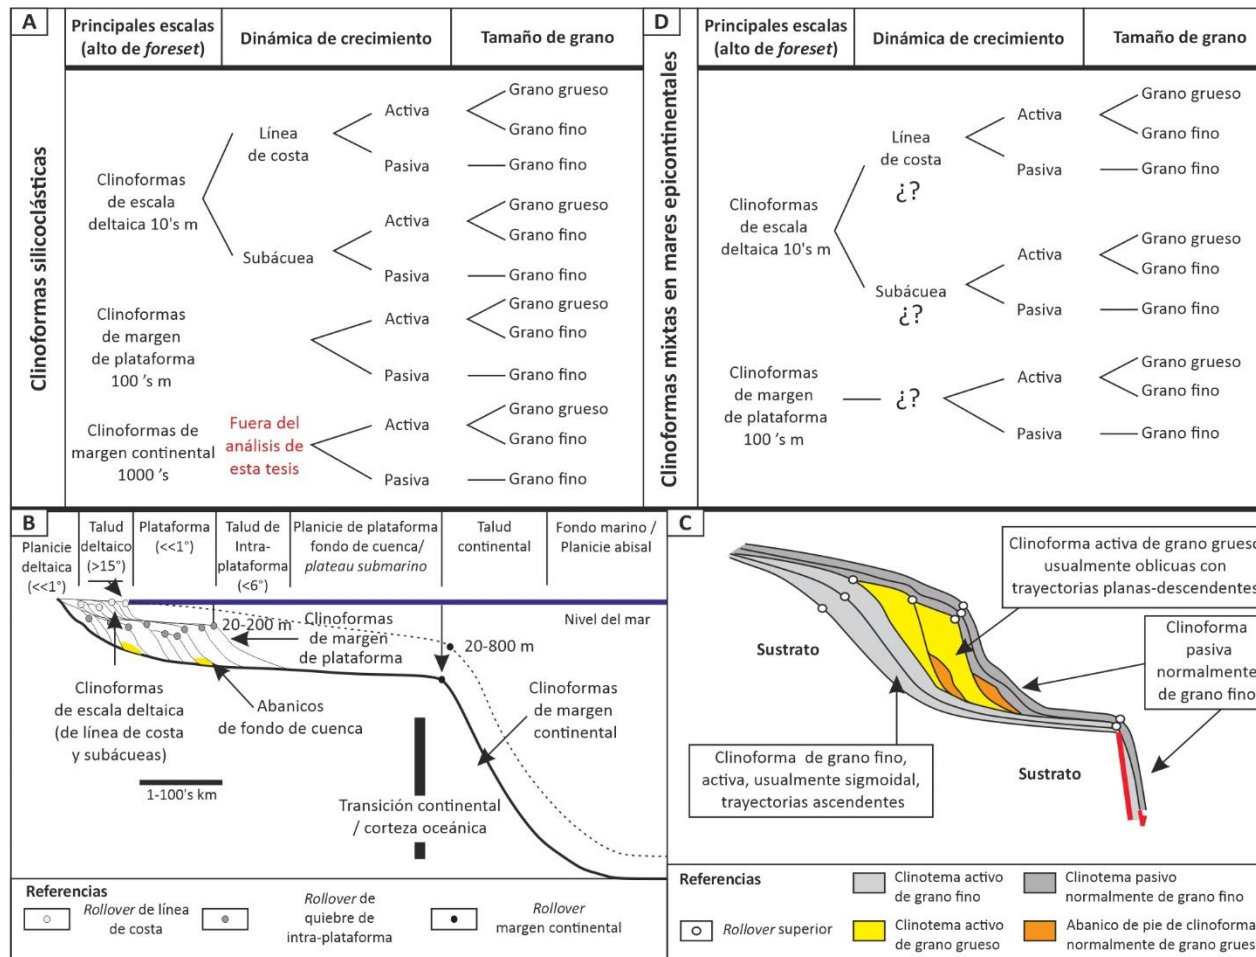 A
Principales escalas
(alto de foreset)
Dinámica de crecimiento
Tamaño de grano
Clinoformas silicoclásticas
Clinoformas
de escala
deltaica 10's m
Línea
de costa
Activa
Grano grueso
Grano fino
Pasiva
Grano fino
Subácuea
Activa
Grano grueso
Grano fino
Pasiva
Grano fino
Clinoformas
de margen
de plataforma
100 's m
Activa
Grano grueso
Grano fino
Pasiva
Grano fino
Clinoformas de
margen continental
1000 's
Fuera del
análisis de
esta tesis
Activa
Grano grueso
Grano fino
Pasiva
Grano fino
D
Principales escalas
(alto de foreset)
Dinámica de crecimiento
Tamaño de grano
Clinoformas mixtas en mares epicontinentales
Clinoformas
de escala
deltaica 10's m
Línea
de costa
¿?
Activa
Grano grueso
Grano fino
Pasiva
Grano fino
Subácuea
¿?
Activa
Grano grueso
Grano fino
Pasiva
Grano fino
Clinoformas
de margen
de plataforma
100 's m
¿?
Activa
Grano grueso
Grano fino
Pasiva
Grano fino
B
Planicie
deltaica
(<<1°)
Talud
deltaico
(>15°)
Plataforma
(<<1°)
Talud de
Intra-
plataforma
(<6°)
Planicie de plataforma
fondo de cuenca/
plateau submarino
Talud
continental
Fondo marino /
Planicie abisal
Nivel del mar
20-200 m
Clinoformas
de margen
de plataforma
20-800 m
Clinoformas
de escala deltaica
(de línea de costa
y subácueas)
Abanicos
de fondo de cuenca
Clinoformas
de margen
continental
1-100's km
Transición continental
/ corteza oceánica
Referencias
Rollover de línea
de costa
Rollover de
quiebre de
intra-plataforma
Rollover
margen continental
C
Clinoforma activa de grano grueso
usualmente oblicuas con
trayectorias planas-descendentes
Sustrato
Clinoforma
pasiva
normalmente
de grano fino
Clinoforma de grano fino,
activa, usualmente sigmoidal,
trayectorias ascendentes
Sustrato
Referencias
Rollover superior
Clinotema activo
de grano fino
Clinotema pasivo
normalmente de grano fino
Clinotema activo
de grano grueso
Abanico de pie de clinoforma
normalmente de grano grues